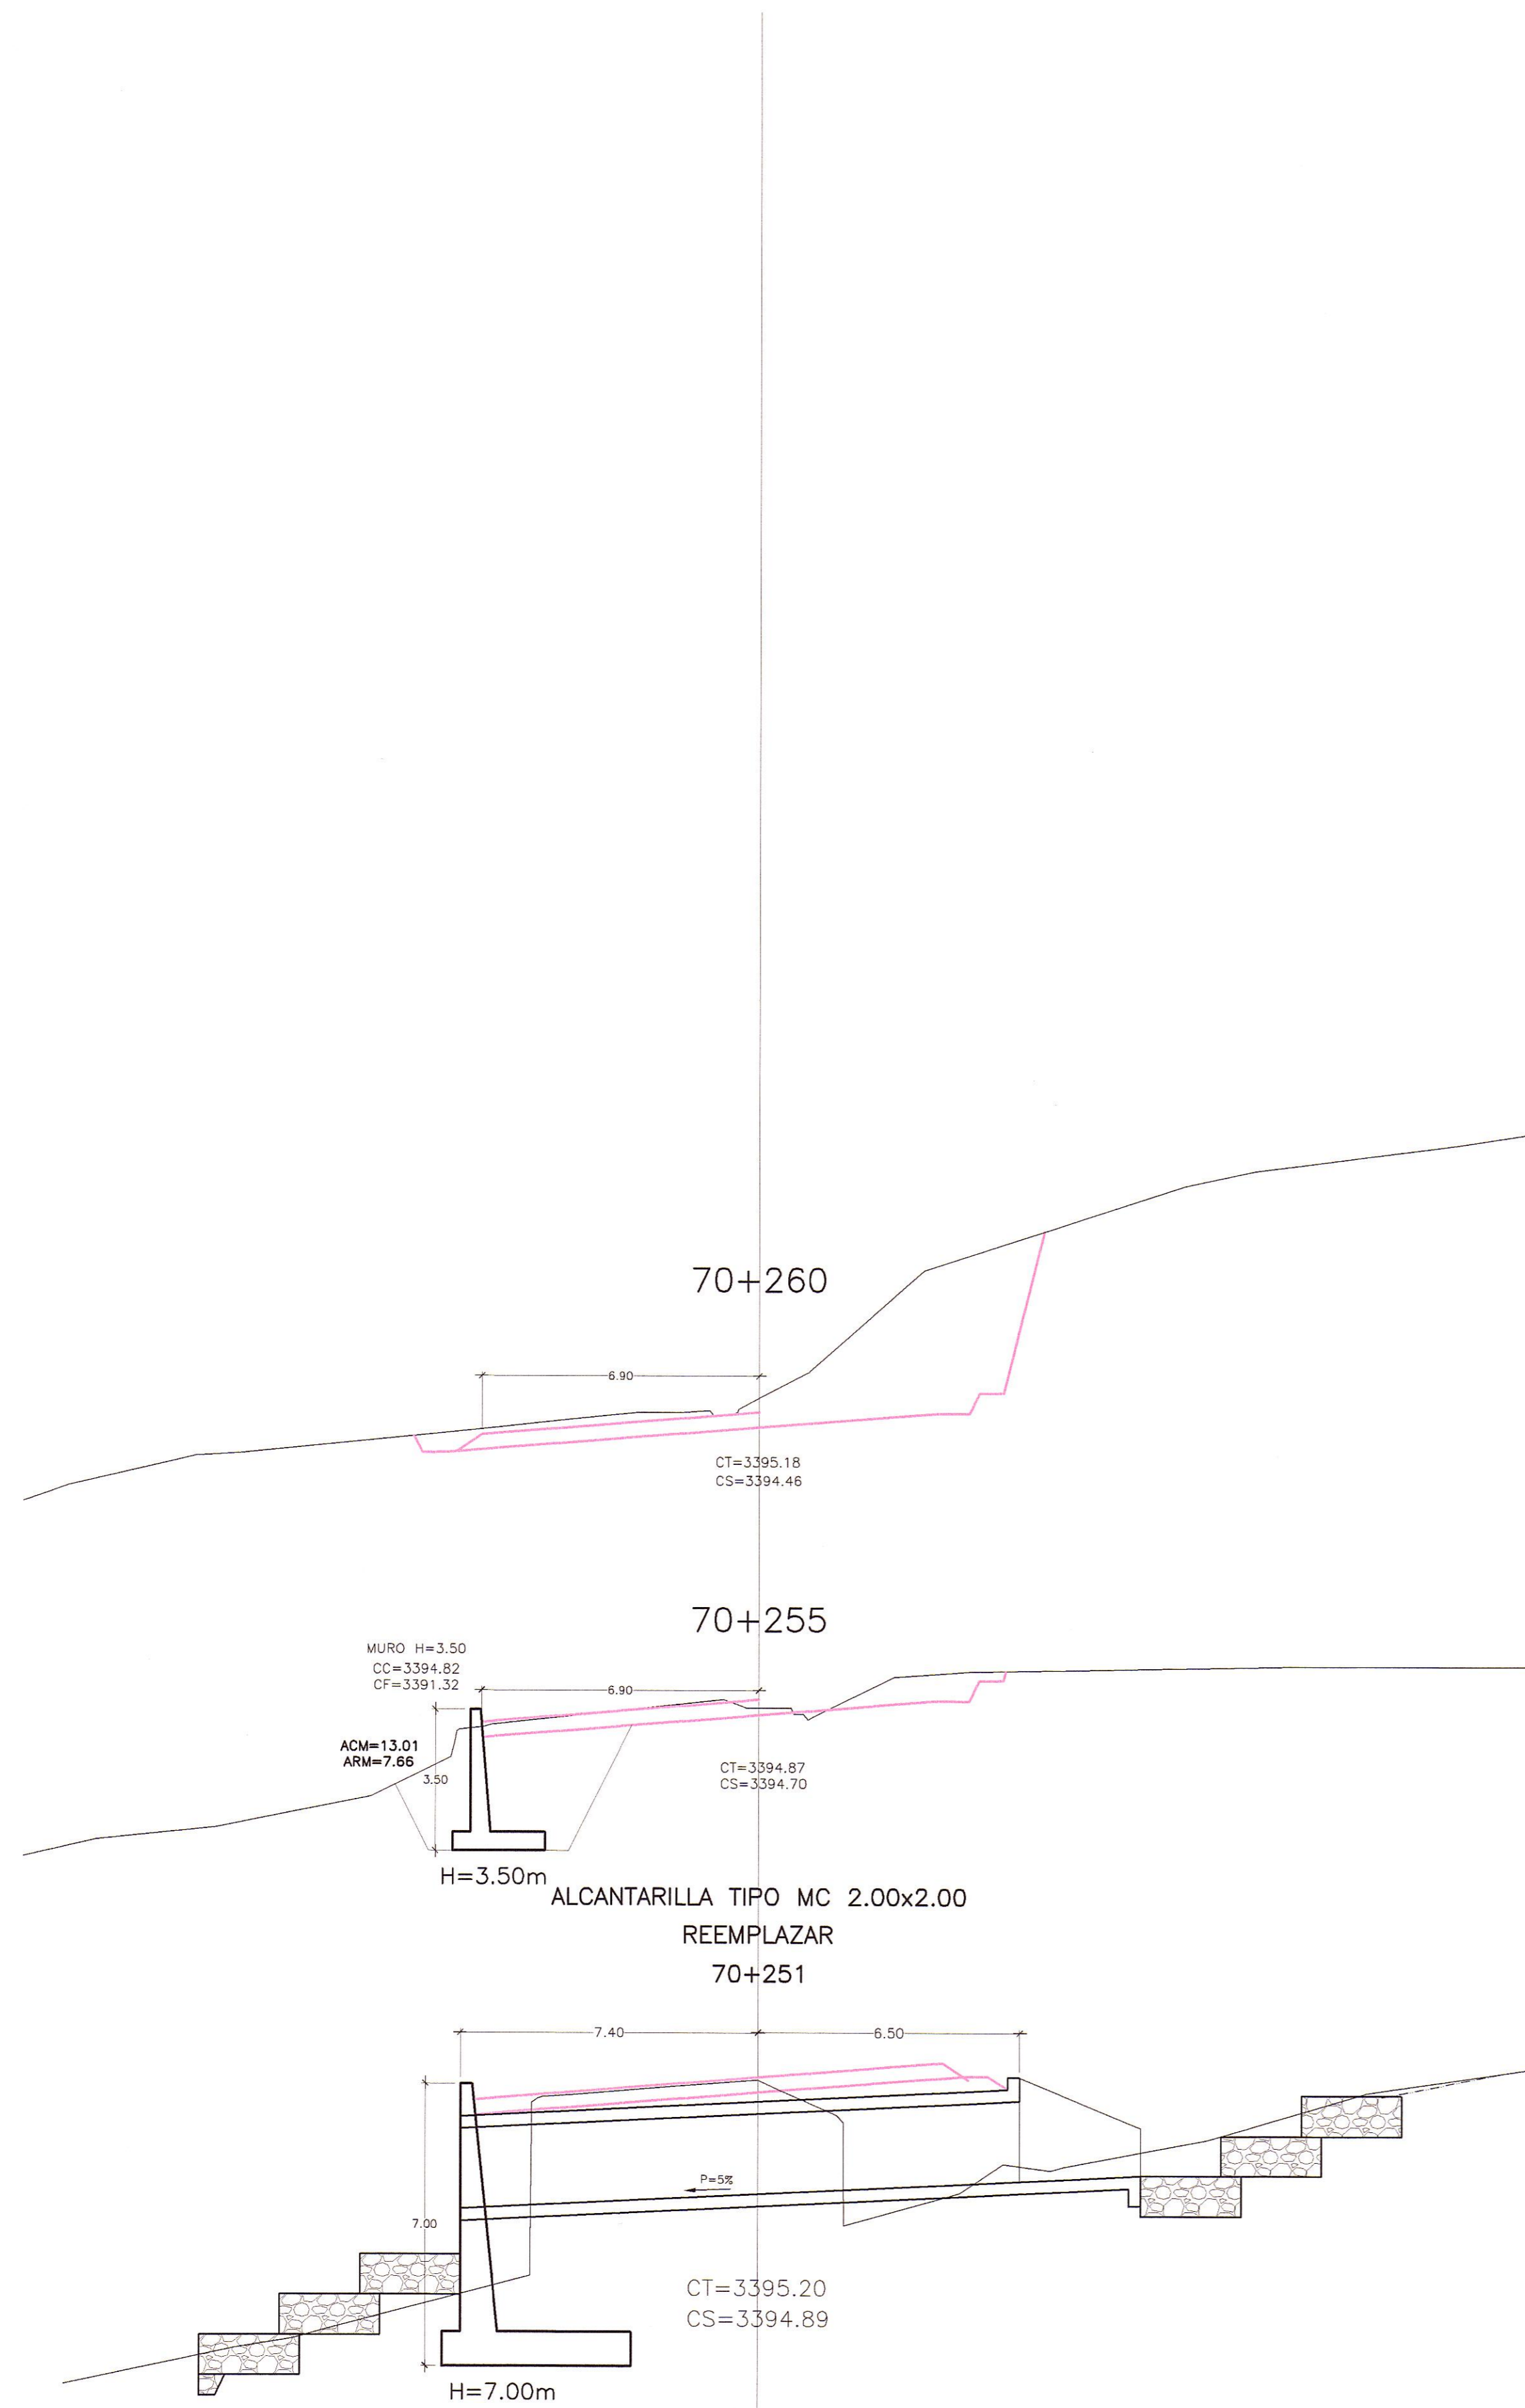 70+260
6.90
CT=3395.18
CS=3394.46
70+255
MURO H=3.50
CC=3394.82
CF=3391.32
6.90
ACM=13.01
ARM=7.66
3.50
CT=3394.87
CS=3394.70
H=3.50m
ALCANTARILLA TIPO MC 2.00x2.00
REEMPLAZAR
70+251
7.40
6.50
P=5%
7.00
CT=3395.20
CS=3394.89
H=7.00m